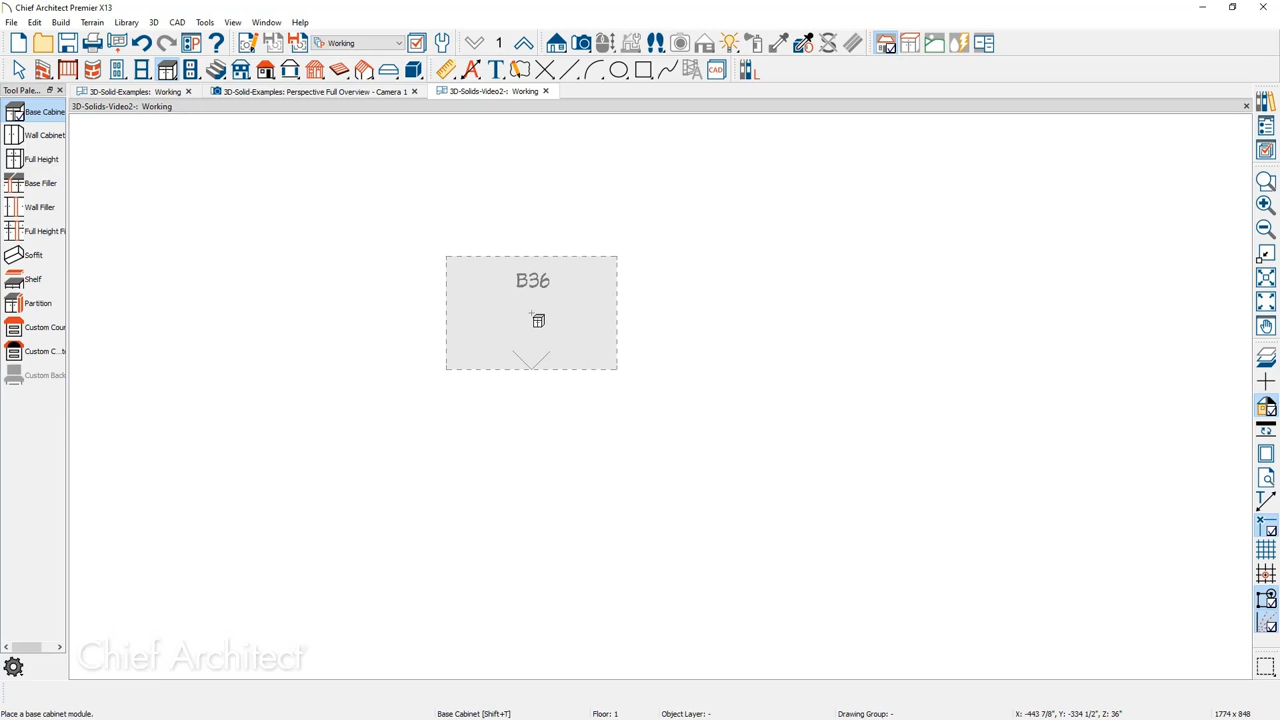 Chief Architect Premier X13
File Edit Build Terrain Library 3D CAD Tools View Window Help
Working
1
Tool Pale...
3D-Solid-Examples: Working
3D-Solid-Examples: Perspective Full Overview - Camera 1
3D-Solids-Video2-: Working
3D-Solids-Video2-: Working
Base Cabine
Wall Cabinet
Full Height
Base Filler
Wall Filler
Full Height Fi
Soffit
Shelf
Partition
Custom Cour
Custom C...t
Custom Back
B36
CAD
L
Chief Architect
Place a base cabinet module.
Base Cabinet [Shift+T]
Floor: 1
Object Layer: -
Drawing Group: -
X: -443 7/8", Y: -334 1/2", Z: 36"
1774 x 848